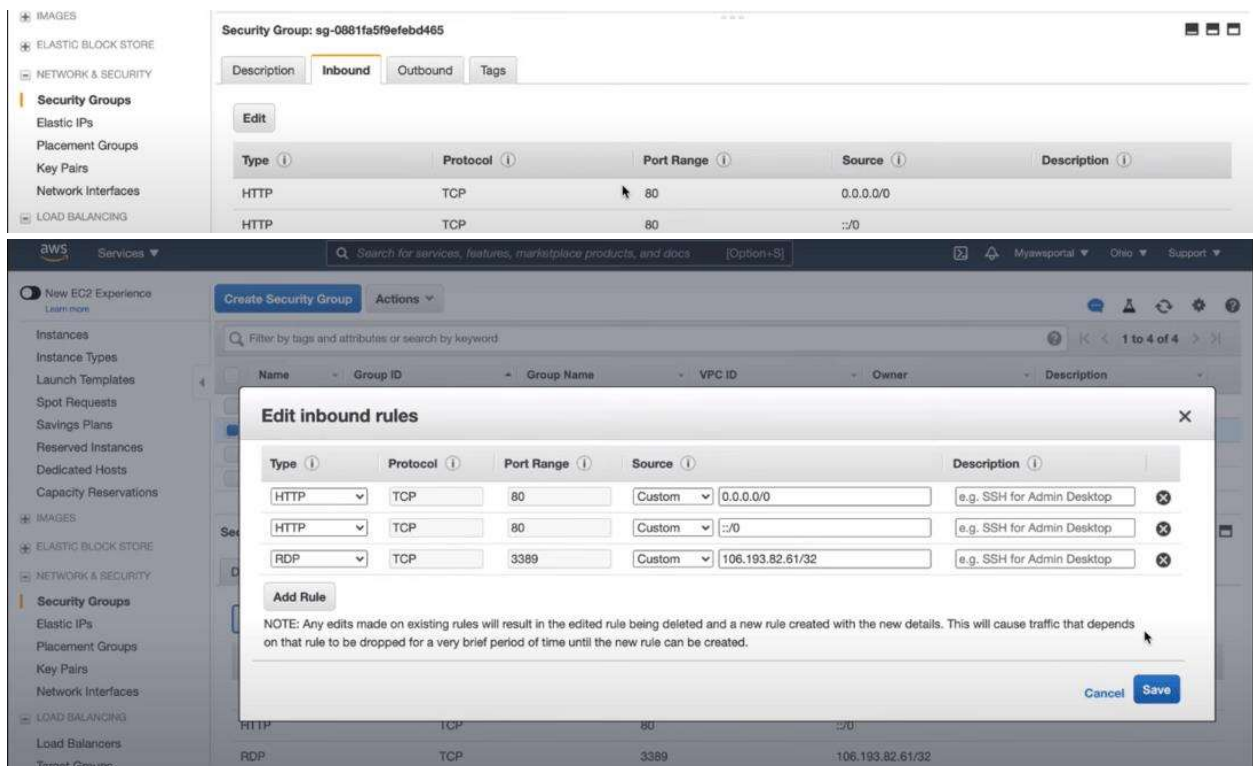 IMAGES
ELASTIC BLOCK STORE
NETWORK & SECURITY
Security Groups
Elastic IPs
Placement Groups
Key Pairs
Network Interfaces
LOAD BALANCING
Security Group: sg-0881fa5f9efebd465
Description Inbound Outbound Tags
Edit
Type Protocol Port Range Source Description
HTTP TCP 80 0.0.0.0/0
HTTP TCP 80 ::/0
aws Services Search for services, features, marketplace products, and docs [Option+S] Myawsportal Ohio Support
New EC2 Experience
Learn more
Instances
Instance Types
Launch Templates
Spot Requests
Savings Plans
Reserved Instances
Dedicated Hosts
Capacity Reservations
IMAGES
ELASTIC BLOCK STORE
NETWORK & SECURITY
Security Groups
Elastic IPs
Placement Groups
Key Pairs
Network Interfaces
LOAD BALANCING
Load Balancers
Target Groups
Create Security Group Actions
Filter by tags and attributes or search by keyword 1 to 4 of 4
Name Group ID Group Name VPC ID Owner Description
Edit inbound rules
Type Protocol Port Range Source Description
HTTP TCP 80 Custom 0.0.0.0/0 e.g. SSH for Admin Desktop
HTTP TCP 80 Custom ::/0 e.g. SSH for Admin Desktop
RDP TCP 3389 Custom 106.193.82.61/32 e.g. SSH for Admin Desktop
Add Rule
NOTE: Any edits made on existing rules will result in the edited rule being deleted and a new rule created with the new details. This will cause traffic that depends
on that rule to be dropped for a very brief period of time until the new rule can be created.
Cancel Save
HTTP TCP 80 ::/0
RDP TCP 3389 106.193.82.61/32